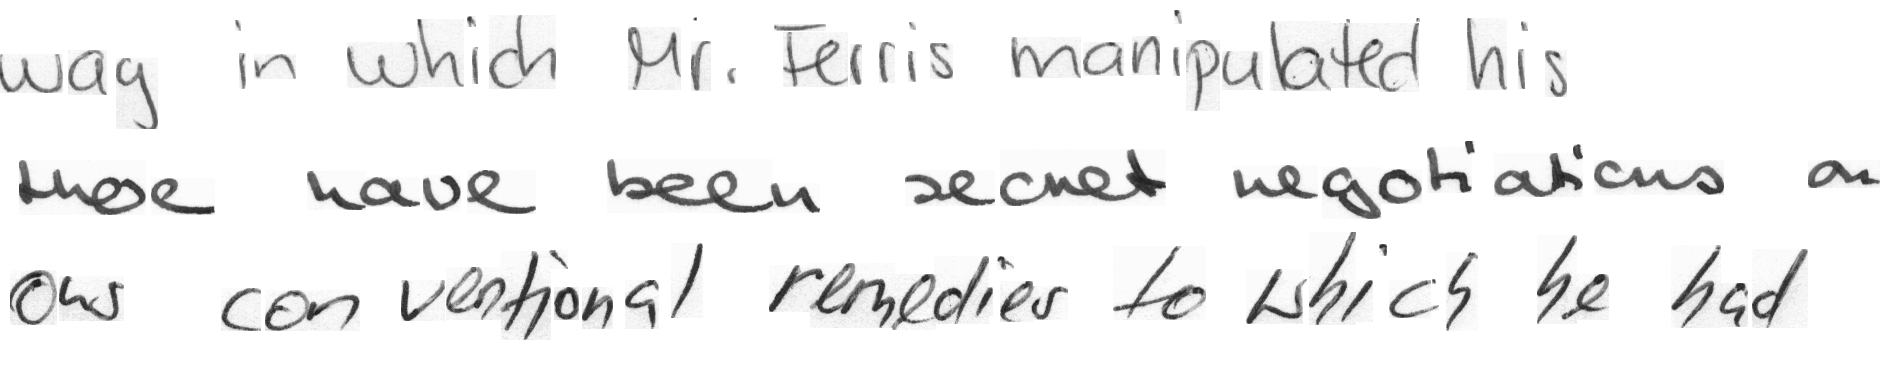 way in which Mr. Ferris manipulated his
those have been secret negotiations on
ous conventional remedies to which he had